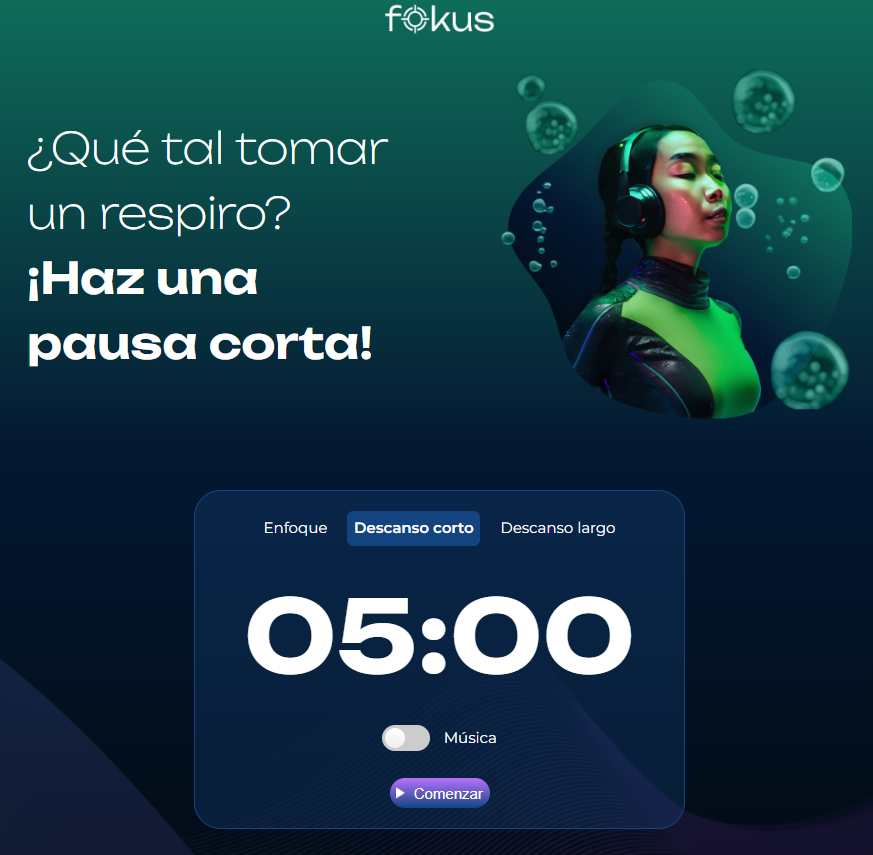 fokus
¿Qué tal tomar
un respiro?
¡Haz una
pausa corta!
Enfoque Descanso corto Descanso largo
05:00
Música
Comenzar